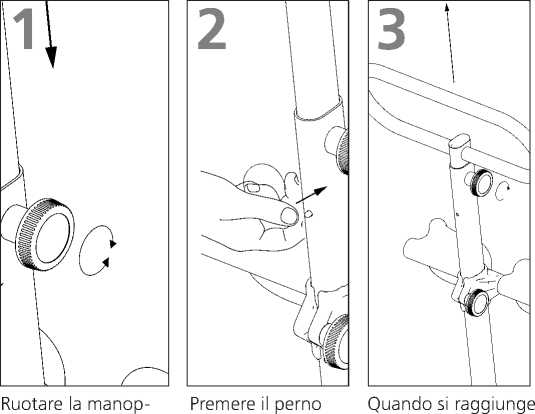 1
2
3
Ruotare la manop-
Premere il perno
Quando si raggiunge